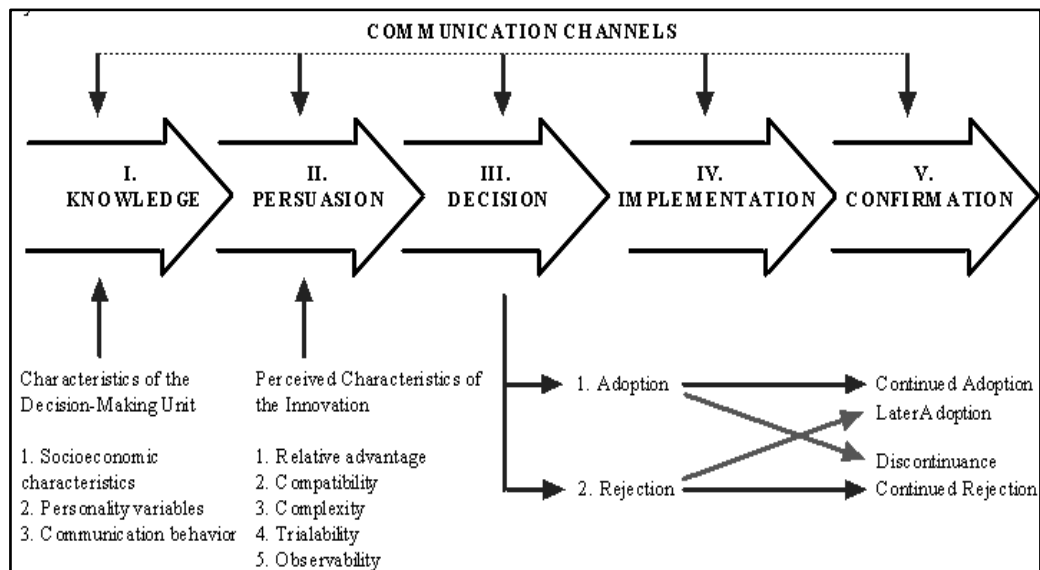 COMMUNICATION CHANNELS
I.
KNOWLEDGE
II.
PERSUASION
III.
DECISION
IV.
IMPLEMENTATION
V.
CONFIRMATION
Characteristics of the
Decision-Making Unit
1. Socioeconomic
characteristics
2. Personality variables
3. Communication behavior
Perceived Characteristics of
the Innovation
1. Relative advantage
2. Compatibility
3. Complexity
4. Trialability
5. Observability
1. Adoption
2. Rejection
Continued Adoption
Later Adoption
Discontinuance
Continued Rejection